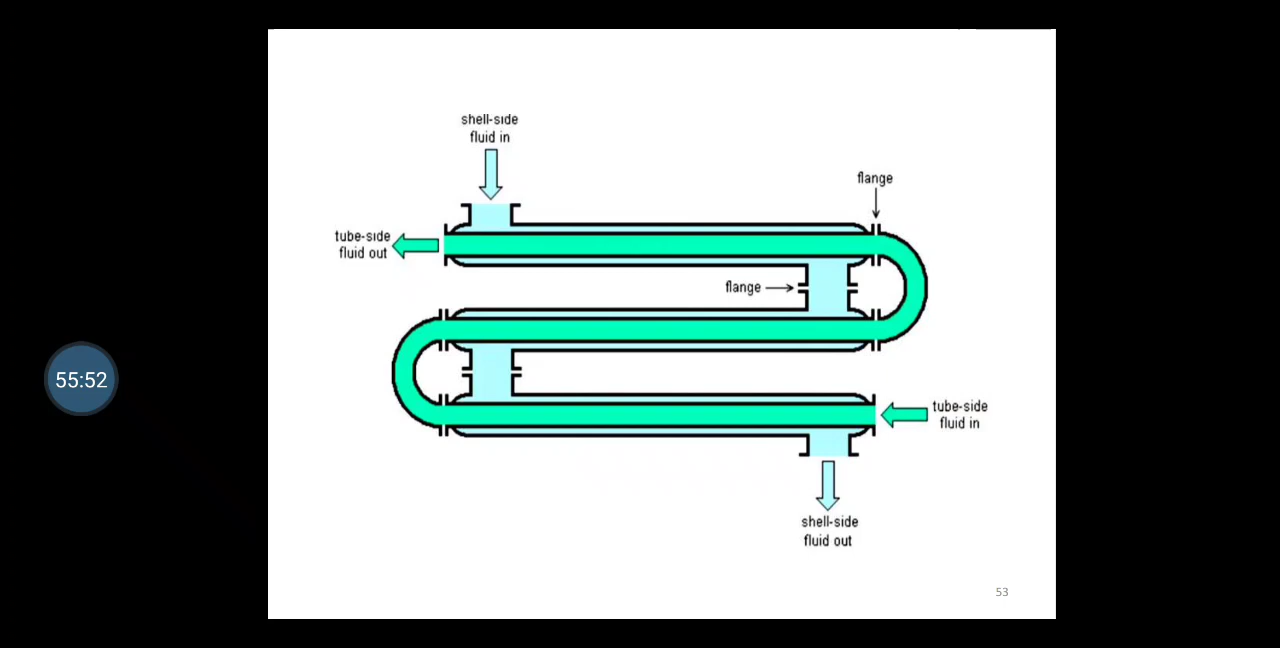 shell-side
fluid in
flange
tube-side
fluid out
flange
55:52
tube-side
fluid in
shell-side
fluid out
53